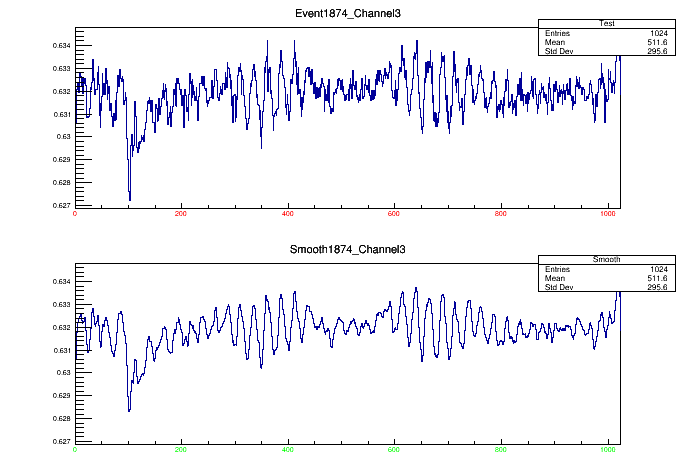 Event1874_Channel3
Test
Entries 1024
Mean 511.6
Std Dev 295.6
0.634
0.633
0.632
0.631
0.63
0.629
0.628
0.627
0 200 400 600 800 1000
Smooth1874_Channel3
Smooth
Entries 1024
Mean 511.6
Std Dev 295.6
0.634
0.633
0.632
0.631
0.63
0.629
0.628
0.627
0 200 400 600 800 1000